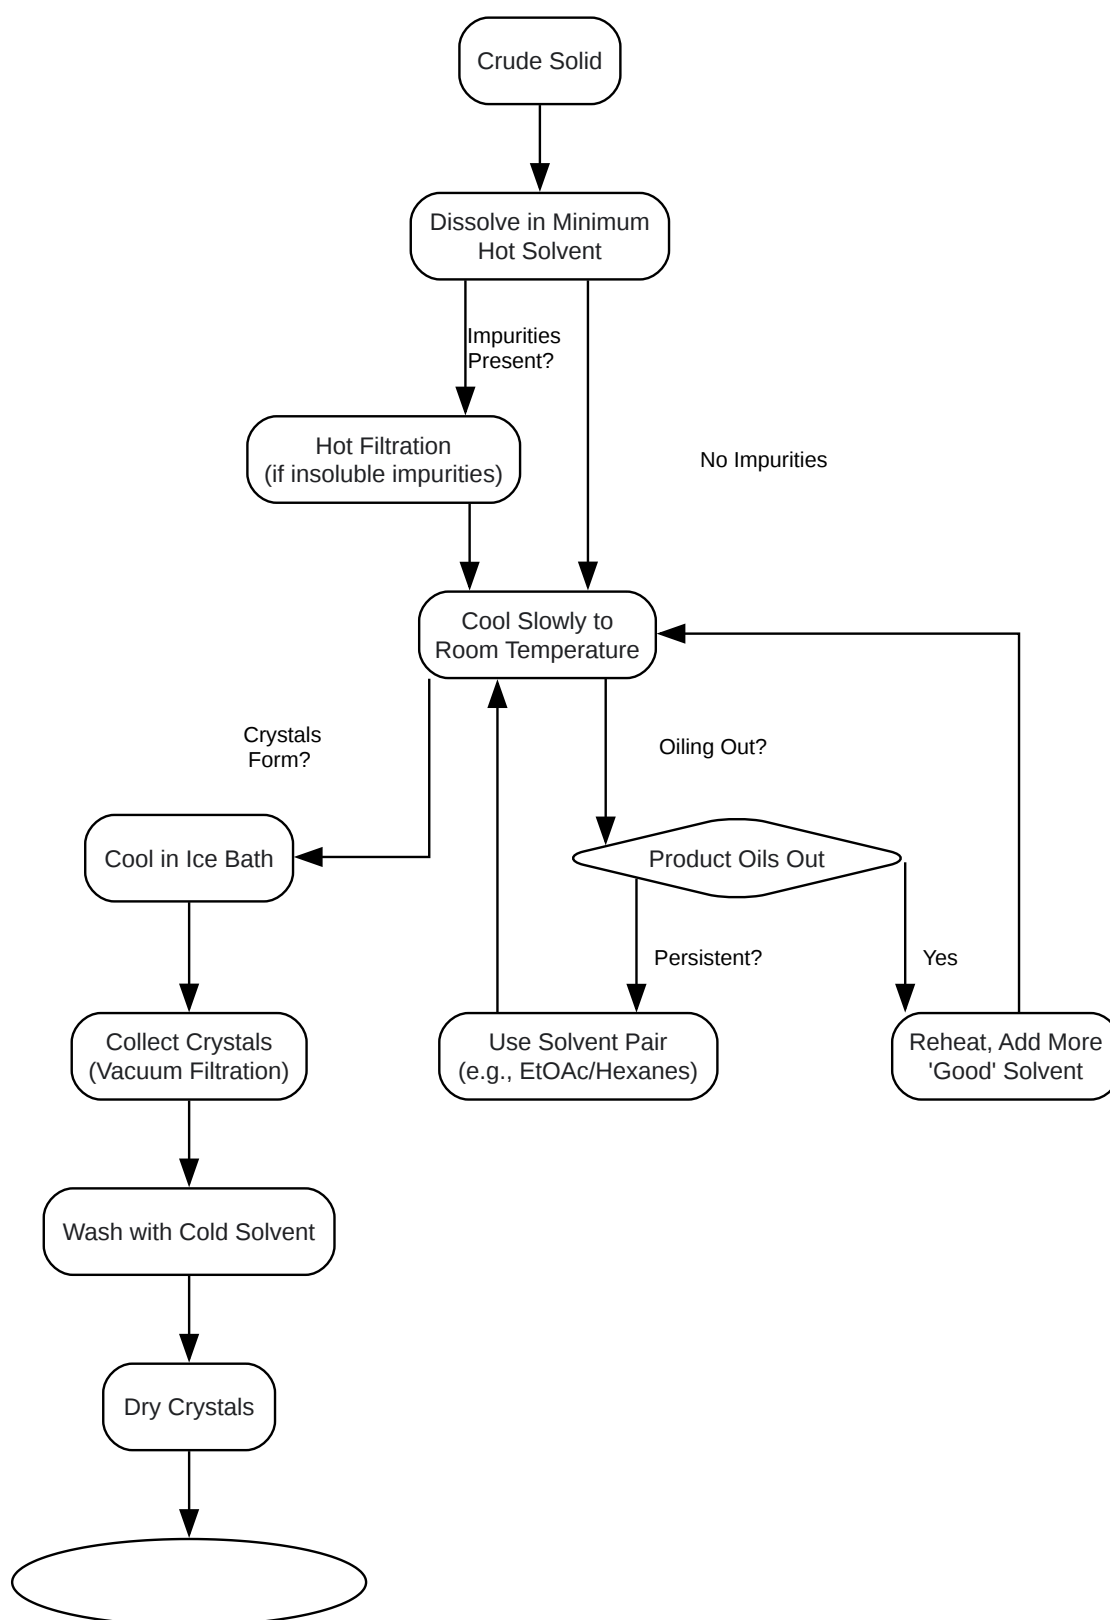 Crude Solid
Dissolve in Minimum
Hot Solvent
Impurities
Present?
Hot Filtration
(if insoluble impurities)
No Impurities
Cool Slowly to
Room Temperature
Crystals
Form?
Oiling Out?
Cool in Ice Bath
Product Oils Out
Persistent?
Yes
Collect Crystals
(Vacuum Filtration)
Use Solvent Pair
(e.g., EtOAc/Hexanes)
Reheat, Add More
'Good' Solvent
Wash with Cold Solvent
Dry Crystals